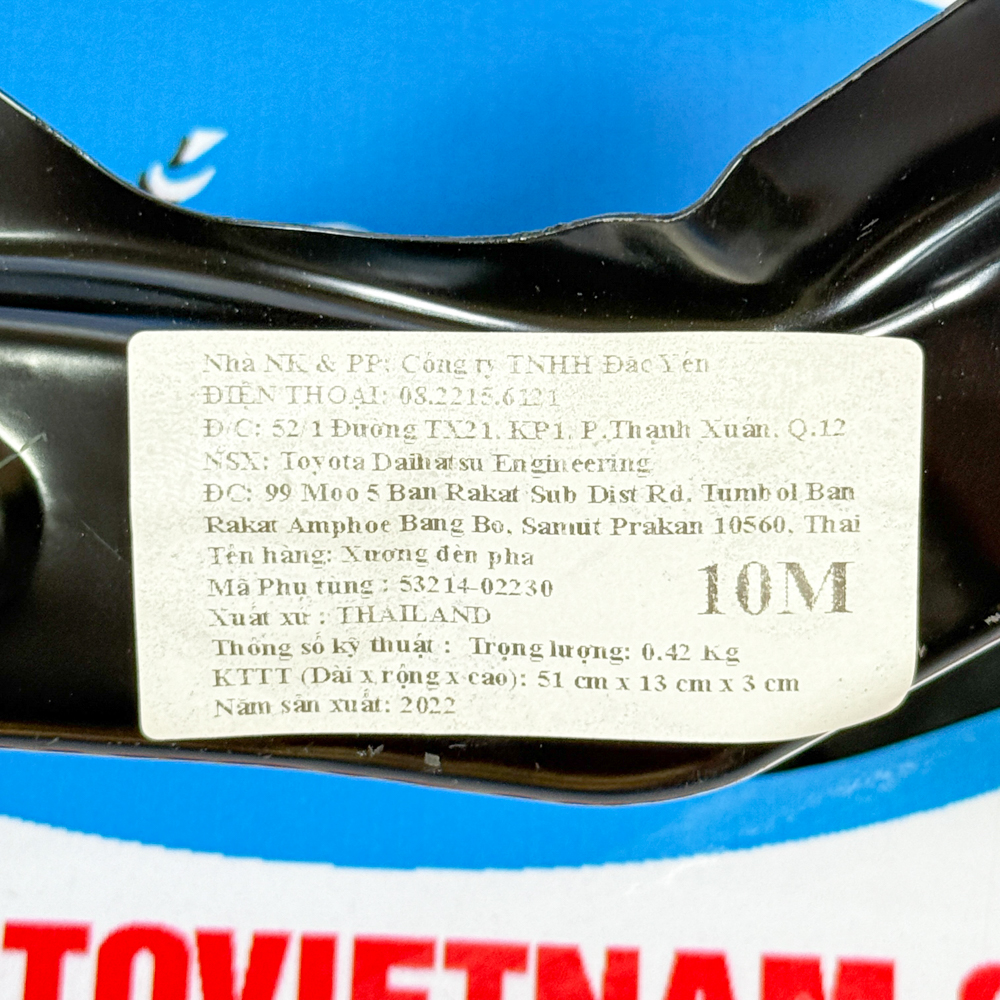 Nhà NK & PP: Công ty TNHH Đắc Yên
ĐIỆN THOẠI: 08.2215.6121
Đ/C: 52/1 Đường TX21, KP1, P.Thạnh Xuân, Q.12
NSX: Toyota Daihatsu Engineering
ĐC: 99 Moo 5 Ban Rakat Sub Dist Rd. Tumbol Ban
Rakat Amphoe Bang Bo, Samut Prakan 10560, Thai
Tên hàng: Xương đèn pha
Mã Phụ tùng : 53214-02230
10M
Xuất xứ : THAILAND
Thông số kỹ thuật : Trọng lượng: 0.42 Kg
KTTT (Dài x rộng x cao): 51 cm x 13 cm x 3 cm
Năm sản xuất: 2022
TOVIETNAM